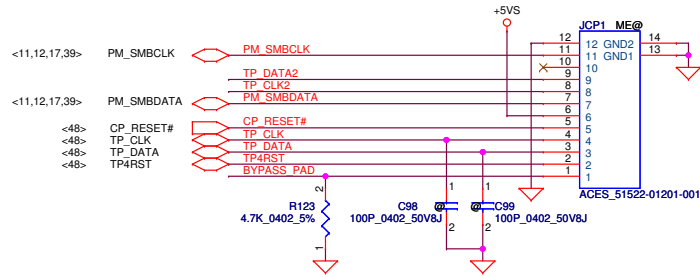 +5VS
JCP1 ME@
12 12 GND2 14
<11,12,17,39> PM_SMBCLK PM_SMBCLK 11 11 GND1 13
10 10
TP_DATA2 9 9
TP_CLK2 8 8
<11,12,17,39> PM_SMBDATA PM_SMBDATA 7 7
6 6
<48> CP_RESET# CP_RESET# 5 5
<48> TP_CLK TP_CLK 4 4
<48> TP_DATA TP_DATA 3 3
<48> TP4RST TP4RST 2 2
BYPASS_PAD 1 1
ACES_51522-01201-001
2 1 1
R123 C98 @ @ C99
4.7K_0402_5% 100P_0402_50V8J 100P_0402_50V8J
1 2 2